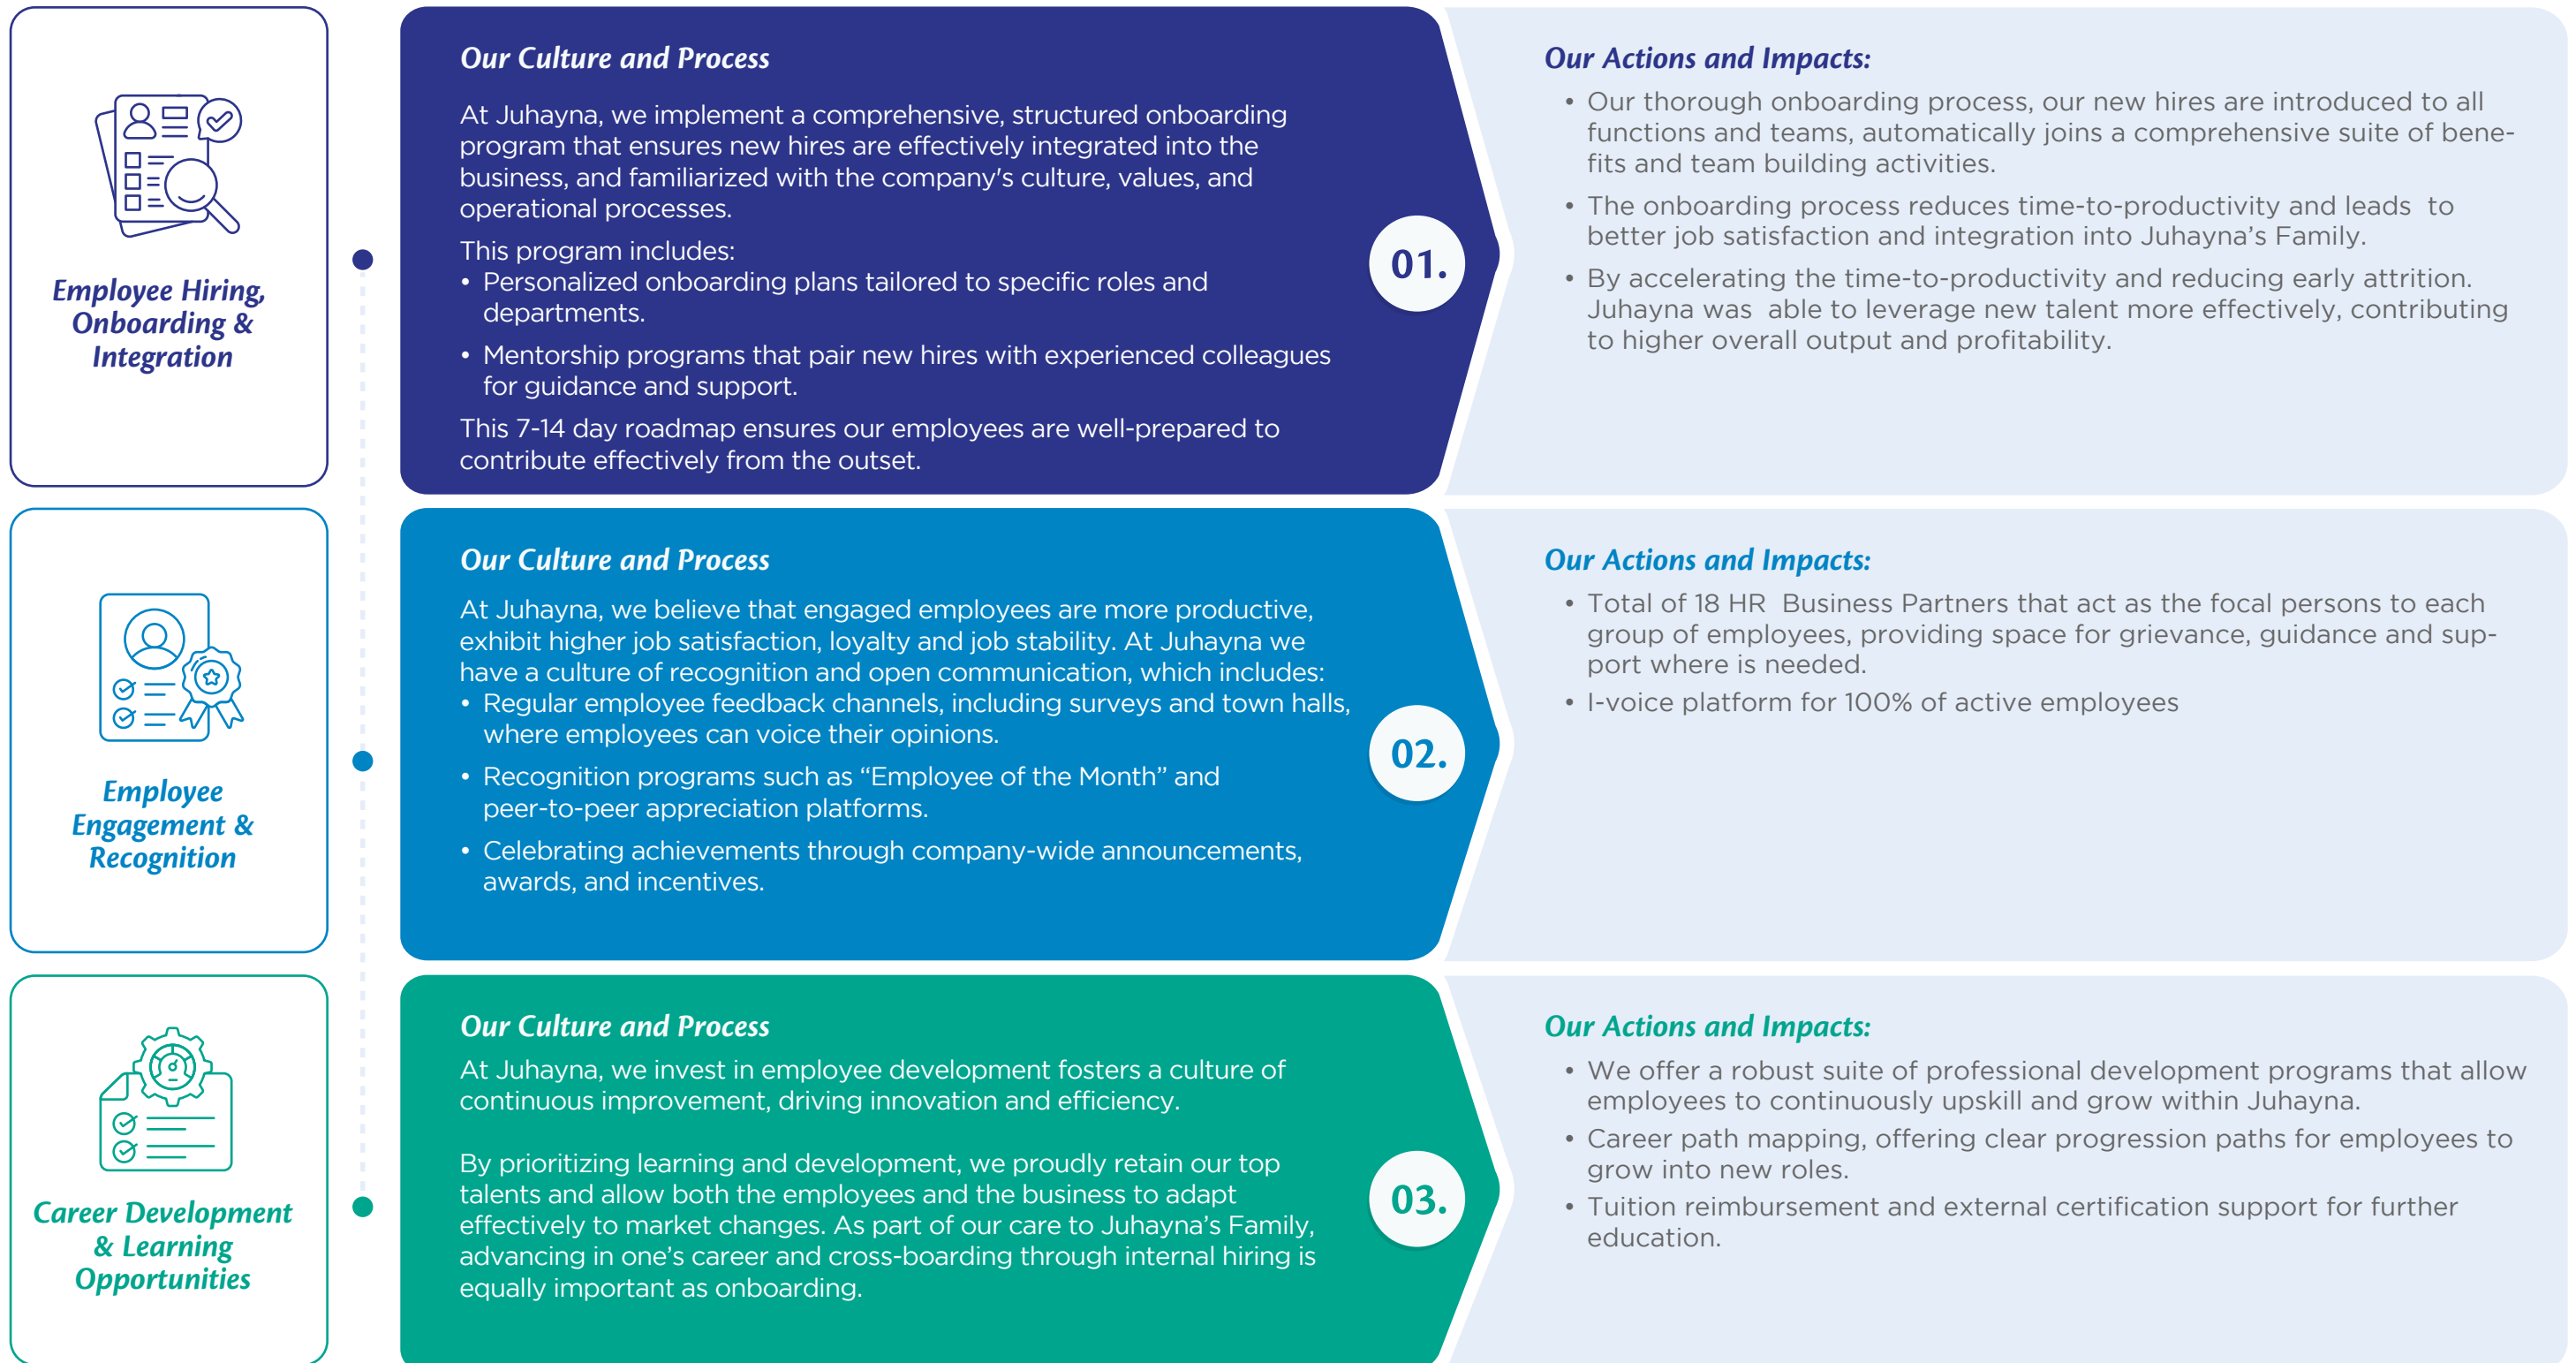 Employee Hiring,
Onboarding &
Integration
Our Culture and Process
At Juhayna, we implement a comprehensive, structured onboarding
program that ensures new hires are effectively integrated into the
business, and familiarized with the company's culture, values, and
operational processes.
This program includes:
• Personalized onboarding plans tailored to specific roles and
departments.
• Mentorship programs that pair new hires with experienced colleagues
for guidance and support.
This 7-14 day roadmap ensures our employees are well-prepared to
contribute effectively from the outset.
01.
Our Actions and Impacts:
• Our thorough onboarding process, our new hires are introduced to all
functions and teams, automatically joins a comprehensive suite of bene-
fits and team building activities.
• The onboarding process reduces time-to-productivity and leads  to
better job satisfaction and integration into Juhayna’s Family.
• By accelerating the time-to-productivity and reducing early attrition.
Juhayna was  able to leverage new talent more effectively, contributing
to higher overall output and profitability.
Employee
Engagement &
Recognition
Our Culture and Process
At Juhayna, we believe that engaged employees are more productive,
exhibit higher job satisfaction, loyalty and job stability. At Juhayna we
have a culture of recognition and open communication, which includes:
• Regular employee feedback channels, including surveys and town halls,
where employees can voice their opinions.
• Recognition programs such as “Employee of the Month” and
peer-to-peer appreciation platforms.
• Celebrating achievements through company-wide announcements,
awards, and incentives.
02.
Our Actions and Impacts:
• Total of 18 HR  Business Partners that act as the focal persons to each
group of employees, providing space for grievance, guidance and sup-
port where is needed.
• I-voice platform for 100% of active employees
Career Development
& Learning
Opportunities
Our Culture and Process
At Juhayna, we invest in employee development fosters a culture of
continuous improvement, driving innovation and efficiency.
By prioritizing learning and development, we proudly retain our top
talents and allow both the employees and the business to adapt
effectively to market changes. As part of our care to Juhayna’s Family,
advancing in one’s career and cross-boarding through internal hiring is
equally important as onboarding.
03.
Our Actions and Impacts:
• We offer a robust suite of professional development programs that allow
employees to continuously upskill and grow within Juhayna.
• Career path mapping, offering clear progression paths for employees to
grow into new roles.
• Tuition reimbursement and external certification support for further
education.